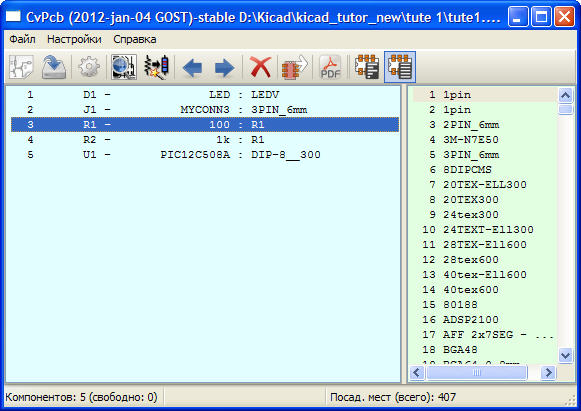 CvPcb (2012-jan-04 GOST)-stable D:\Kicad\kicad_tutor_new\tute 1\tute1....
Файл Настройки Справка
PDF
1 D1 - LED : LEDV
2 J1 - MYCONN3 : 3PIN_6mm
3 R1 - 100 : R1
4 R2 - 1k : R1
5 U1 - PIC12C508A : DIP-8__300
1 1pin
2 1pin
3 2PIN_6mm
4 3M-N7E50
5 3PIN_6mm
6 8DIPCMS
7 20TEX-ELL300
8 20TEX300
9 24tex300
10 24TEXT-Ell300
11 28TEX-Ell600
12 28tex600
13 40tex-Ell600
14 40tex600
15 80188
16 ADSP2100
17 AFF 2x7SEG - ...
18 BGA48
Компонентов: 5 (свободно: 0)
Посад. мест (всего): 407